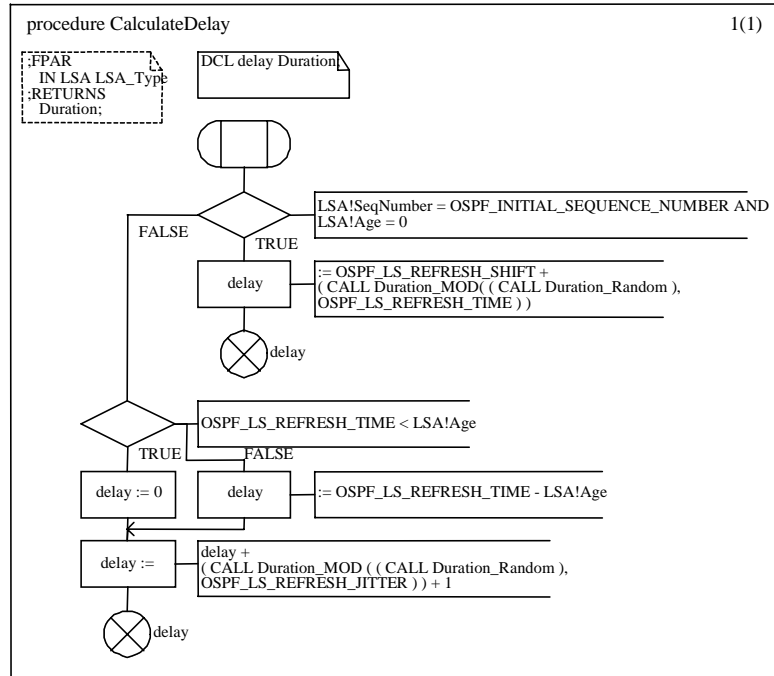 procedure CalculateDelay
1(1)
;FPAR
IN LSA LSA_Type
;RETURNS
Duration;
DCL delay Duration;
LSA!SeqNumber = OSPF_INITIAL_SEQUENCE_NUMBER AND
LSA!Age = 0
FALSE
TRUE
delay
:= OSPF_LS_REFRESH_SHIFT +
( CALL Duration_MOD( ( CALL Duration_Random ),
OSPF_LS_REFRESH_TIME ) )
delay
OSPF_LS_REFRESH_TIME < LSA!Age
TRUE
FALSE
delay := 0
delay
:= OSPF_LS_REFRESH_TIME - LSA!Age
delay :=
delay +
( CALL Duration_MOD ( ( CALL Duration_Random ),
OSPF_LS_REFRESH_JITTER ) ) + 1
delay